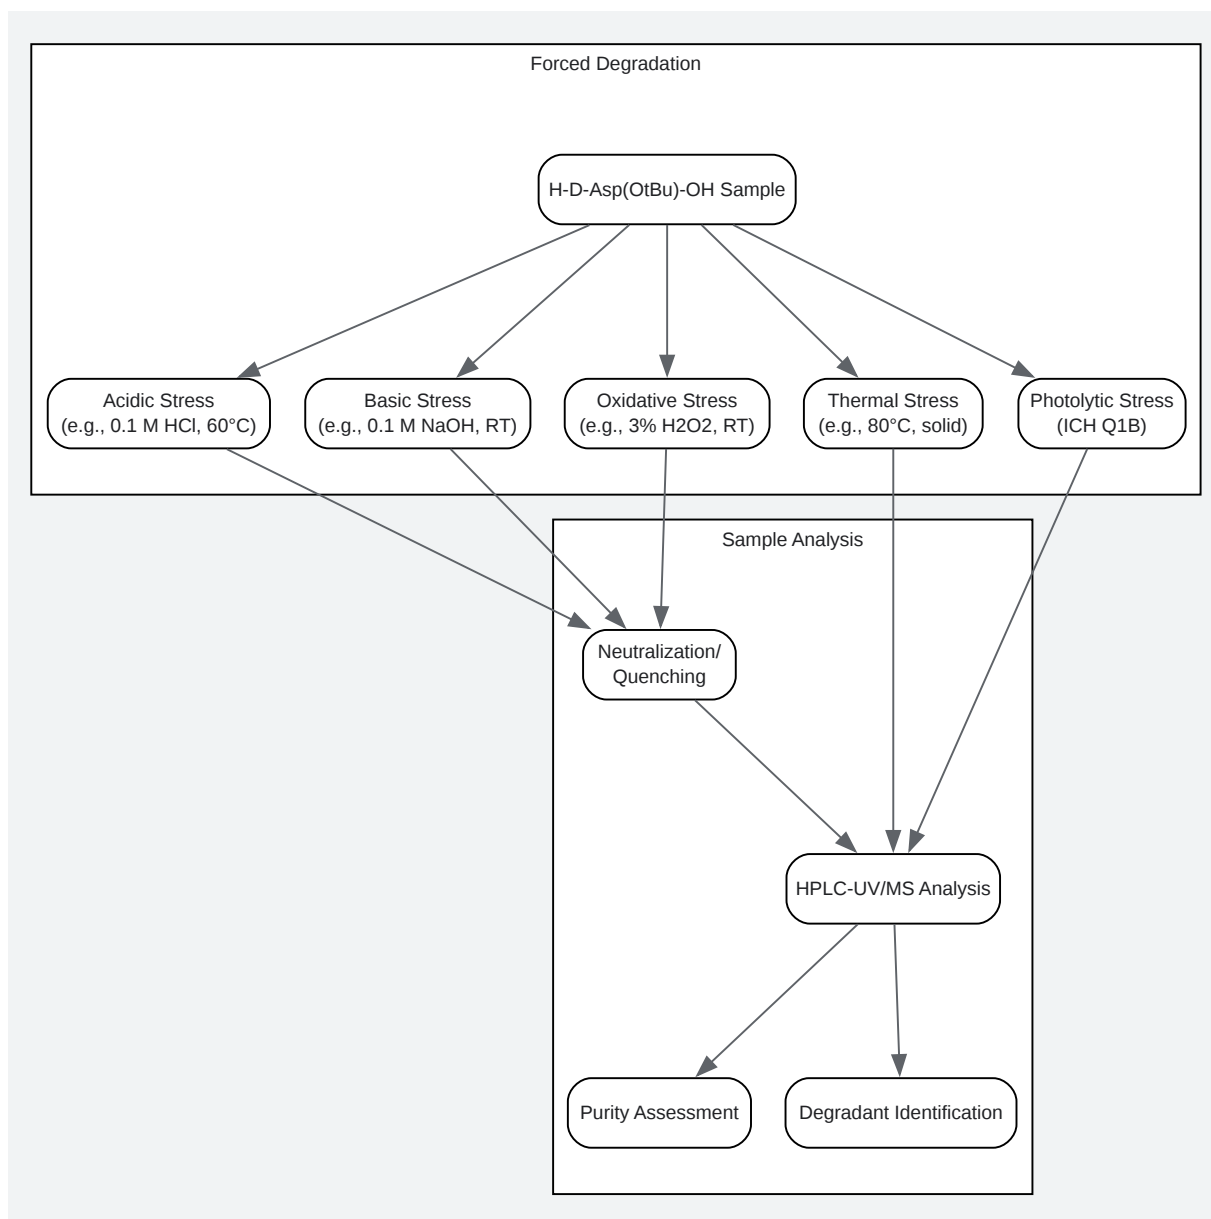 Forced Degradation
H-D-Asp(OtBu)-OH Sample
Acidic Stress
(e.g., 0.1 M HCl, 60°C)
Basic Stress
(e.g., 0.1 M NaOH, RT)
Oxidative Stress
(e.g., 3% H2O2, RT)
Thermal Stress
(e.g., 80°C, solid)
Photolytic Stress
(ICH Q1B)
Sample Analysis
Neutralization/
Quenching
HPLC-UV/MS Analysis
Purity Assessment
Degradant Identification